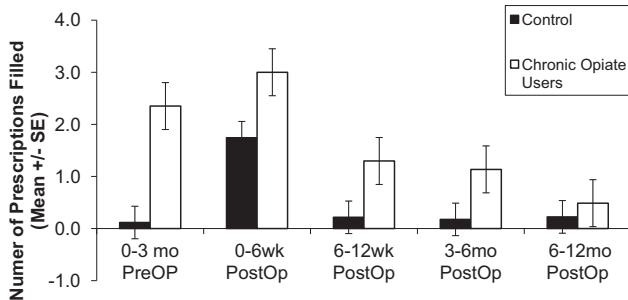 Numer of Prescriptions Filled
(Mean +/- SE)
4.0
3.0
2.0
1.0
0.0
-1.0
Control
Chronic Opiate
Users
0-3 mo
PreOP
0-6wk
PostOp
6-12wk
PostOp
3-6mo
PostOp
6-12mo
PostOp